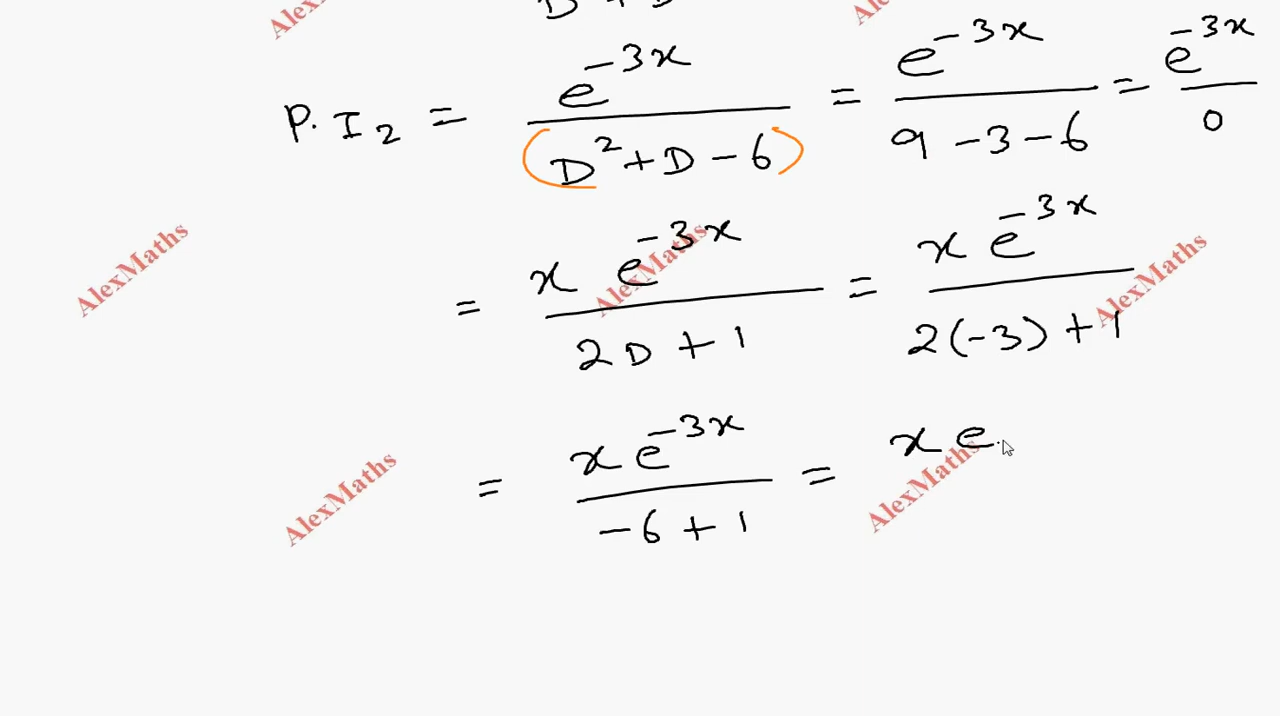 P.I₂ = e^{-3x} / (D² + D - 6) = e^{-3x} / 9 - 3 - 6 = e^{-3x} / 0
= x e^{-3x} / 2D + 1 = x e^{-3x} / 2(-3) + 1
= x e^{-3x} / -6 + 1 = x e
AlexMaths
AlexMaths
AlexMaths
AlexMaths
AlexMaths
AlexMaths
AlexMaths